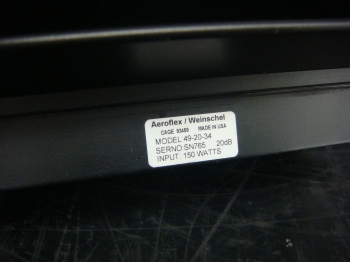 Aeroflex / Weinschel
CAGE 93459 MADE IN USA
MODEL: 49-20-34
SERNO: SN765 20dB
INPUT: 150 WATTS